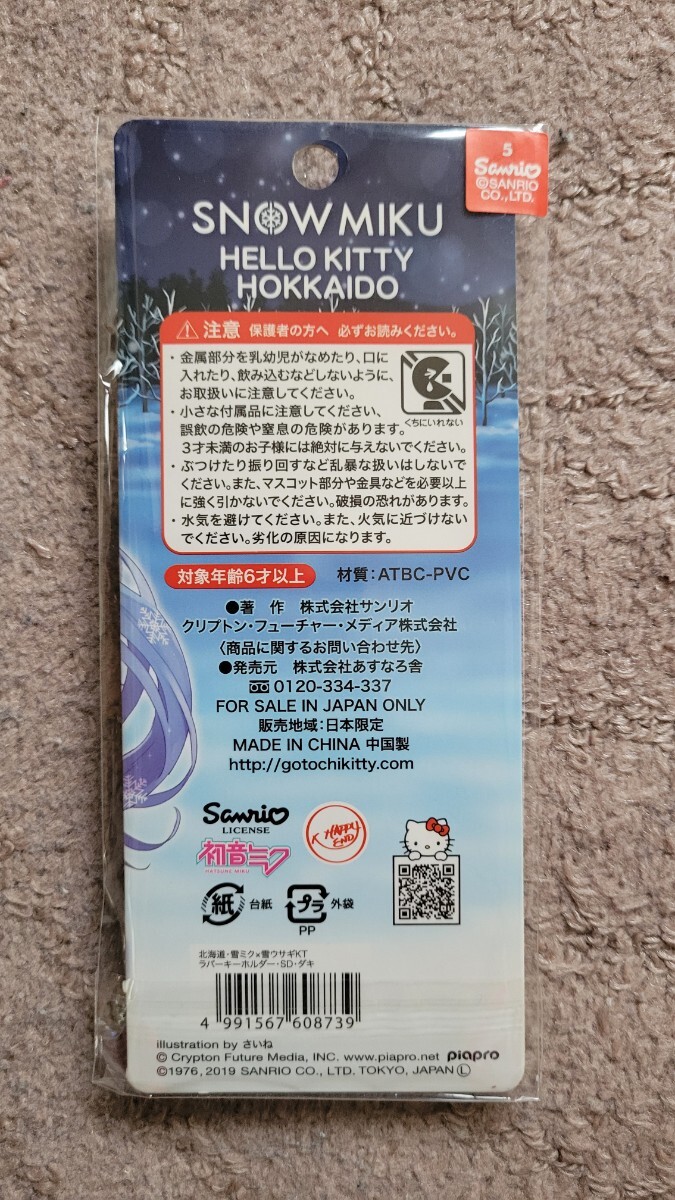 5
Sanrio
©SANRIO
CO.,LTD.
SNOW MIKU
HELLO KITTY
HOKKAIDO
⚠注意 保護者の方へ 必ずお読みください。
・金属部分を乳幼児がなめたり、口に
入れたり、飲み込むなどしないように、
お取扱いに注意してください。
・小さな付属品に注意してください、
誤飲の危険や窒息の危険があります。
3才未満のお子様には絶対に与えないでください。
くちにいれない
・ぶつけたり振り回すなど乱暴な扱いはしないで
ください。また、マスコット部分や金具などを必要以上
に強く引かないでください。破損の恐れがあります。
・水気を避けてください。また、火気に近づけない
でください。劣化の原因になります。
対象年齢6才以上 材質:ATBC-PVC
●著 作 株式会社サンリオ
クリプトン・フューチャー・メディア株式会社
〈商品に関するお問い合わせ先〉
●発売元 株式会社あすなろ舎
0120-334-337
FOR SALE IN JAPAN ONLY
販売地域:日本限定
MADE IN CHINA 中国製
http://gotochikitty.com
Sanrio
LICENSE
初音ミク
HATSUNE MIKU
K HAPPY
END
紙 台紙 プラ 外袋
PP
北海道・雪ミク×雪ウサギKT
ラバーキーホルダー・SD・ダキ
4 991567 608739
illustration by さいね
© Crypton Future Media, INC. www.piapro.net piapro
©1976, 2019 SANRIO CO., LTD. TOKYO, JAPAN Ⓛ